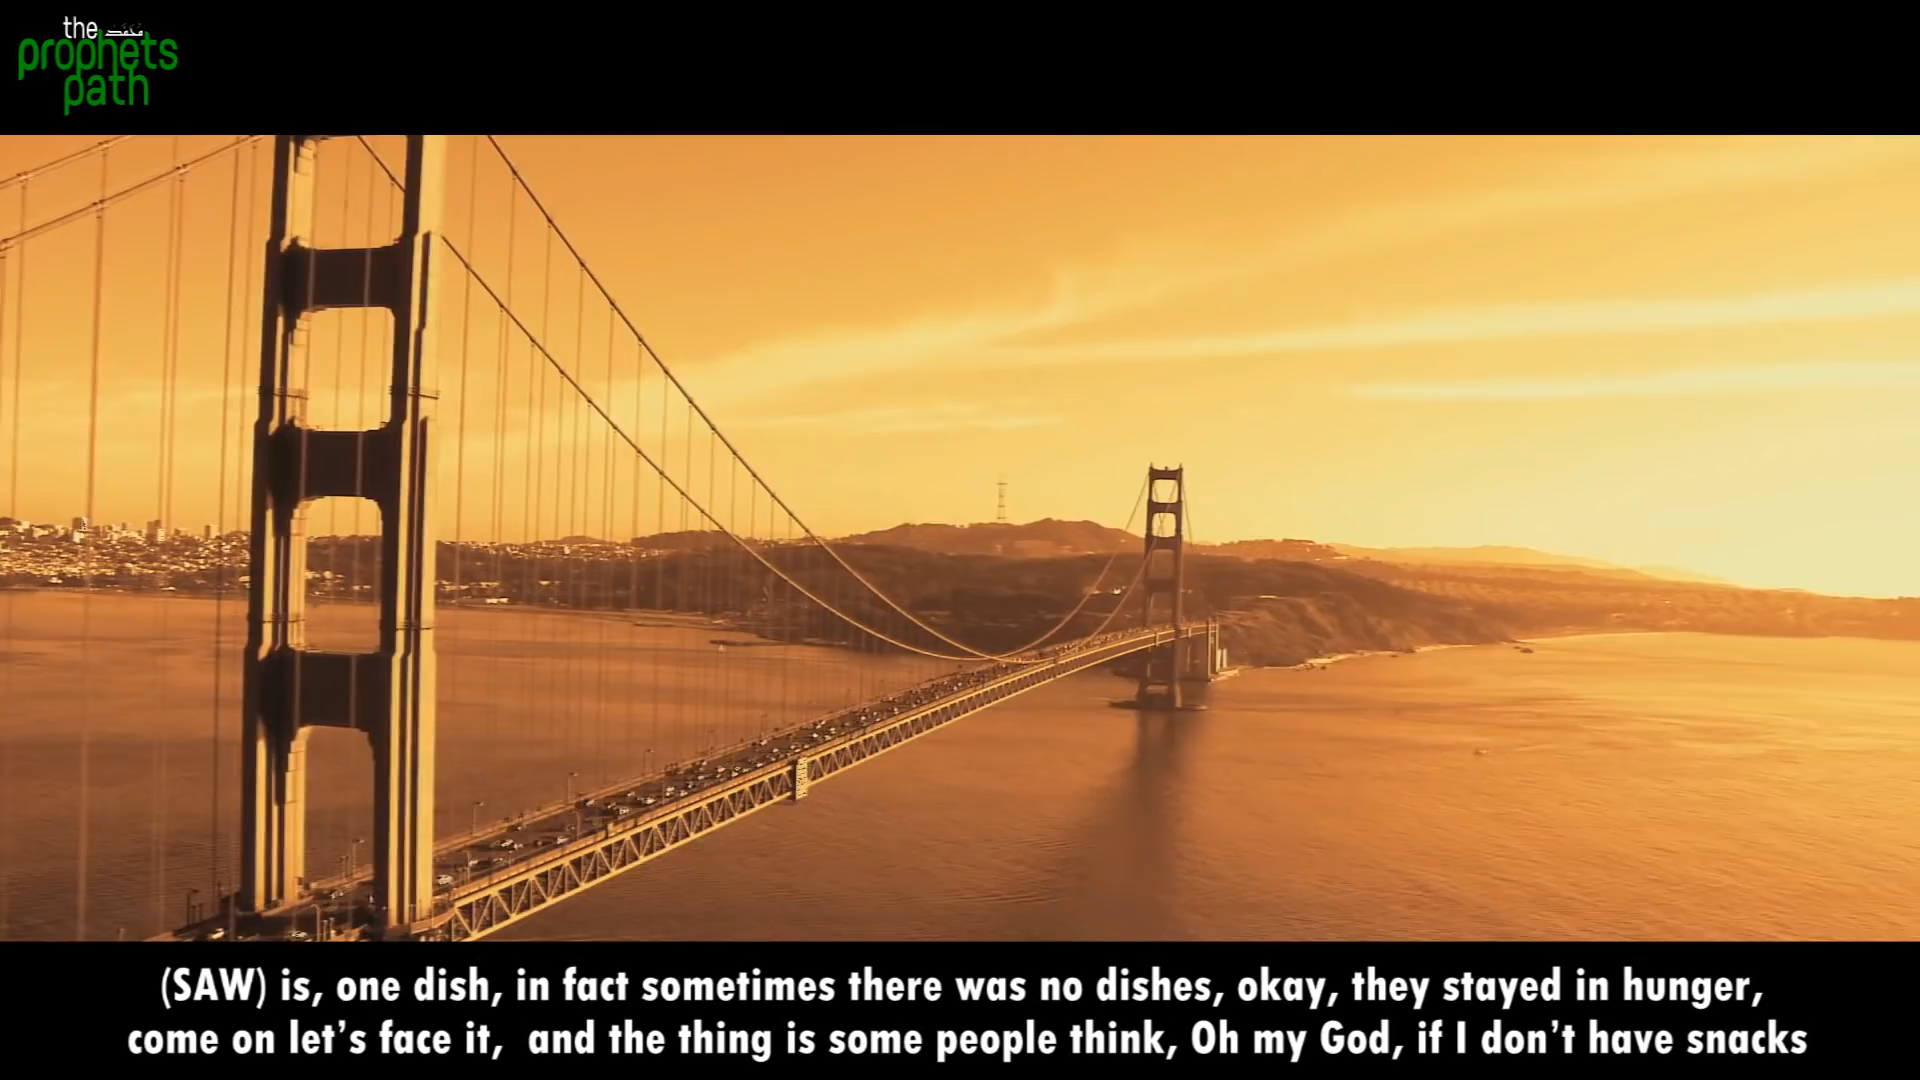 the محمد
prophets
path
(SAW) is, one dish, in fact sometimes there was no dishes, okay, they stayed in hunger,
come on let’s face it,  and the thing is some people think, Oh my God, if I don’t have snacks